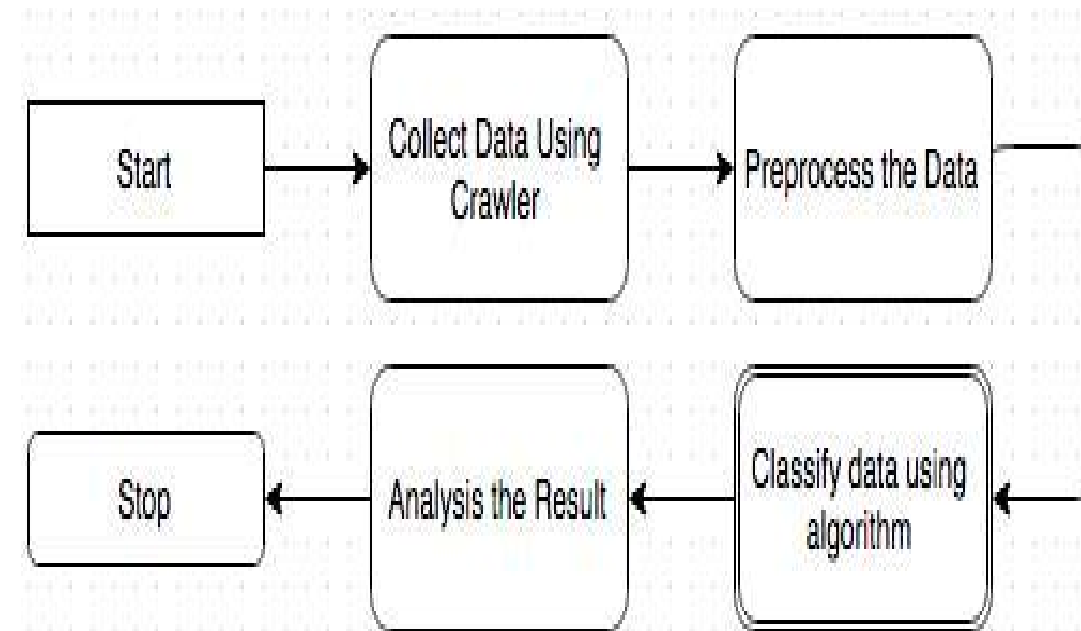 Start
Collect Data Using
Crawler
Preprocess the Data
Classify data using
algorithm
Analysis the Result
Stop